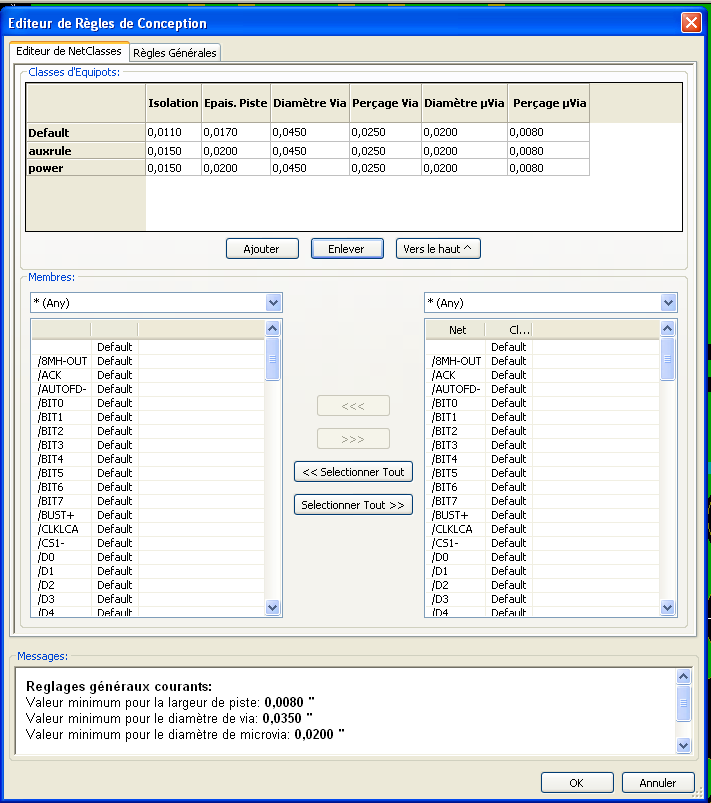 Editeur de Règles de Conception
Editeur de NetClasses Règles Générales
Classes d'Equipots:
Isolation Epais. Piste Diamètre Via Perçage Via Diamètre µVia Perçage µVia
Default 0,0110 0,0170 0,0450 0,0250 0,0200 0,0080
auxrule 0,0150 0,0200 0,0450 0,0250 0,0200 0,0080
power 0,0150 0,0200 0,0450 0,0250 0,0200 0,0080
Ajouter Enlever Vers le haut ^
Membres:
* (Any) * (Any)
Net Cl...
Default Default
/8MH-OUT Default /8MH-OUT Default
/ACK Default /ACK Default
/AUTOFD- Default /AUTOFD- Default
/BIT0 Default /BIT0 Default
/BIT1 Default /BIT1 Default
/BIT2 Default /BIT2 Default
/BIT3 Default /BIT3 Default
/BIT4 Default /BIT4 Default
/BIT5 Default /BIT5 Default
/BIT6 Default /BIT6 Default
/BIT7 Default /BIT7 Default
/BUST+ Default /BUST+ Default
/CLKLCA Default /CLKLCA Default
/CS1- Default /CS1- Default
/D0 Default /D0 Default
/D1 Default /D1 Default
/D2 Default /D2 Default
/D3 Default /D3 Default
/D4 Default /D4 Default
<<<
>>>
<< Selectionner Tout
Selectionner Tout >>
Messages:
Reglages généraux courants:
Valeur minimum pour la largeur de piste: 0,0080 "
Valeur minimum pour le diamètre de via: 0,0350 "
Valeur minimum pour le diamètre de microvia: 0,0200 "
OK Annuler